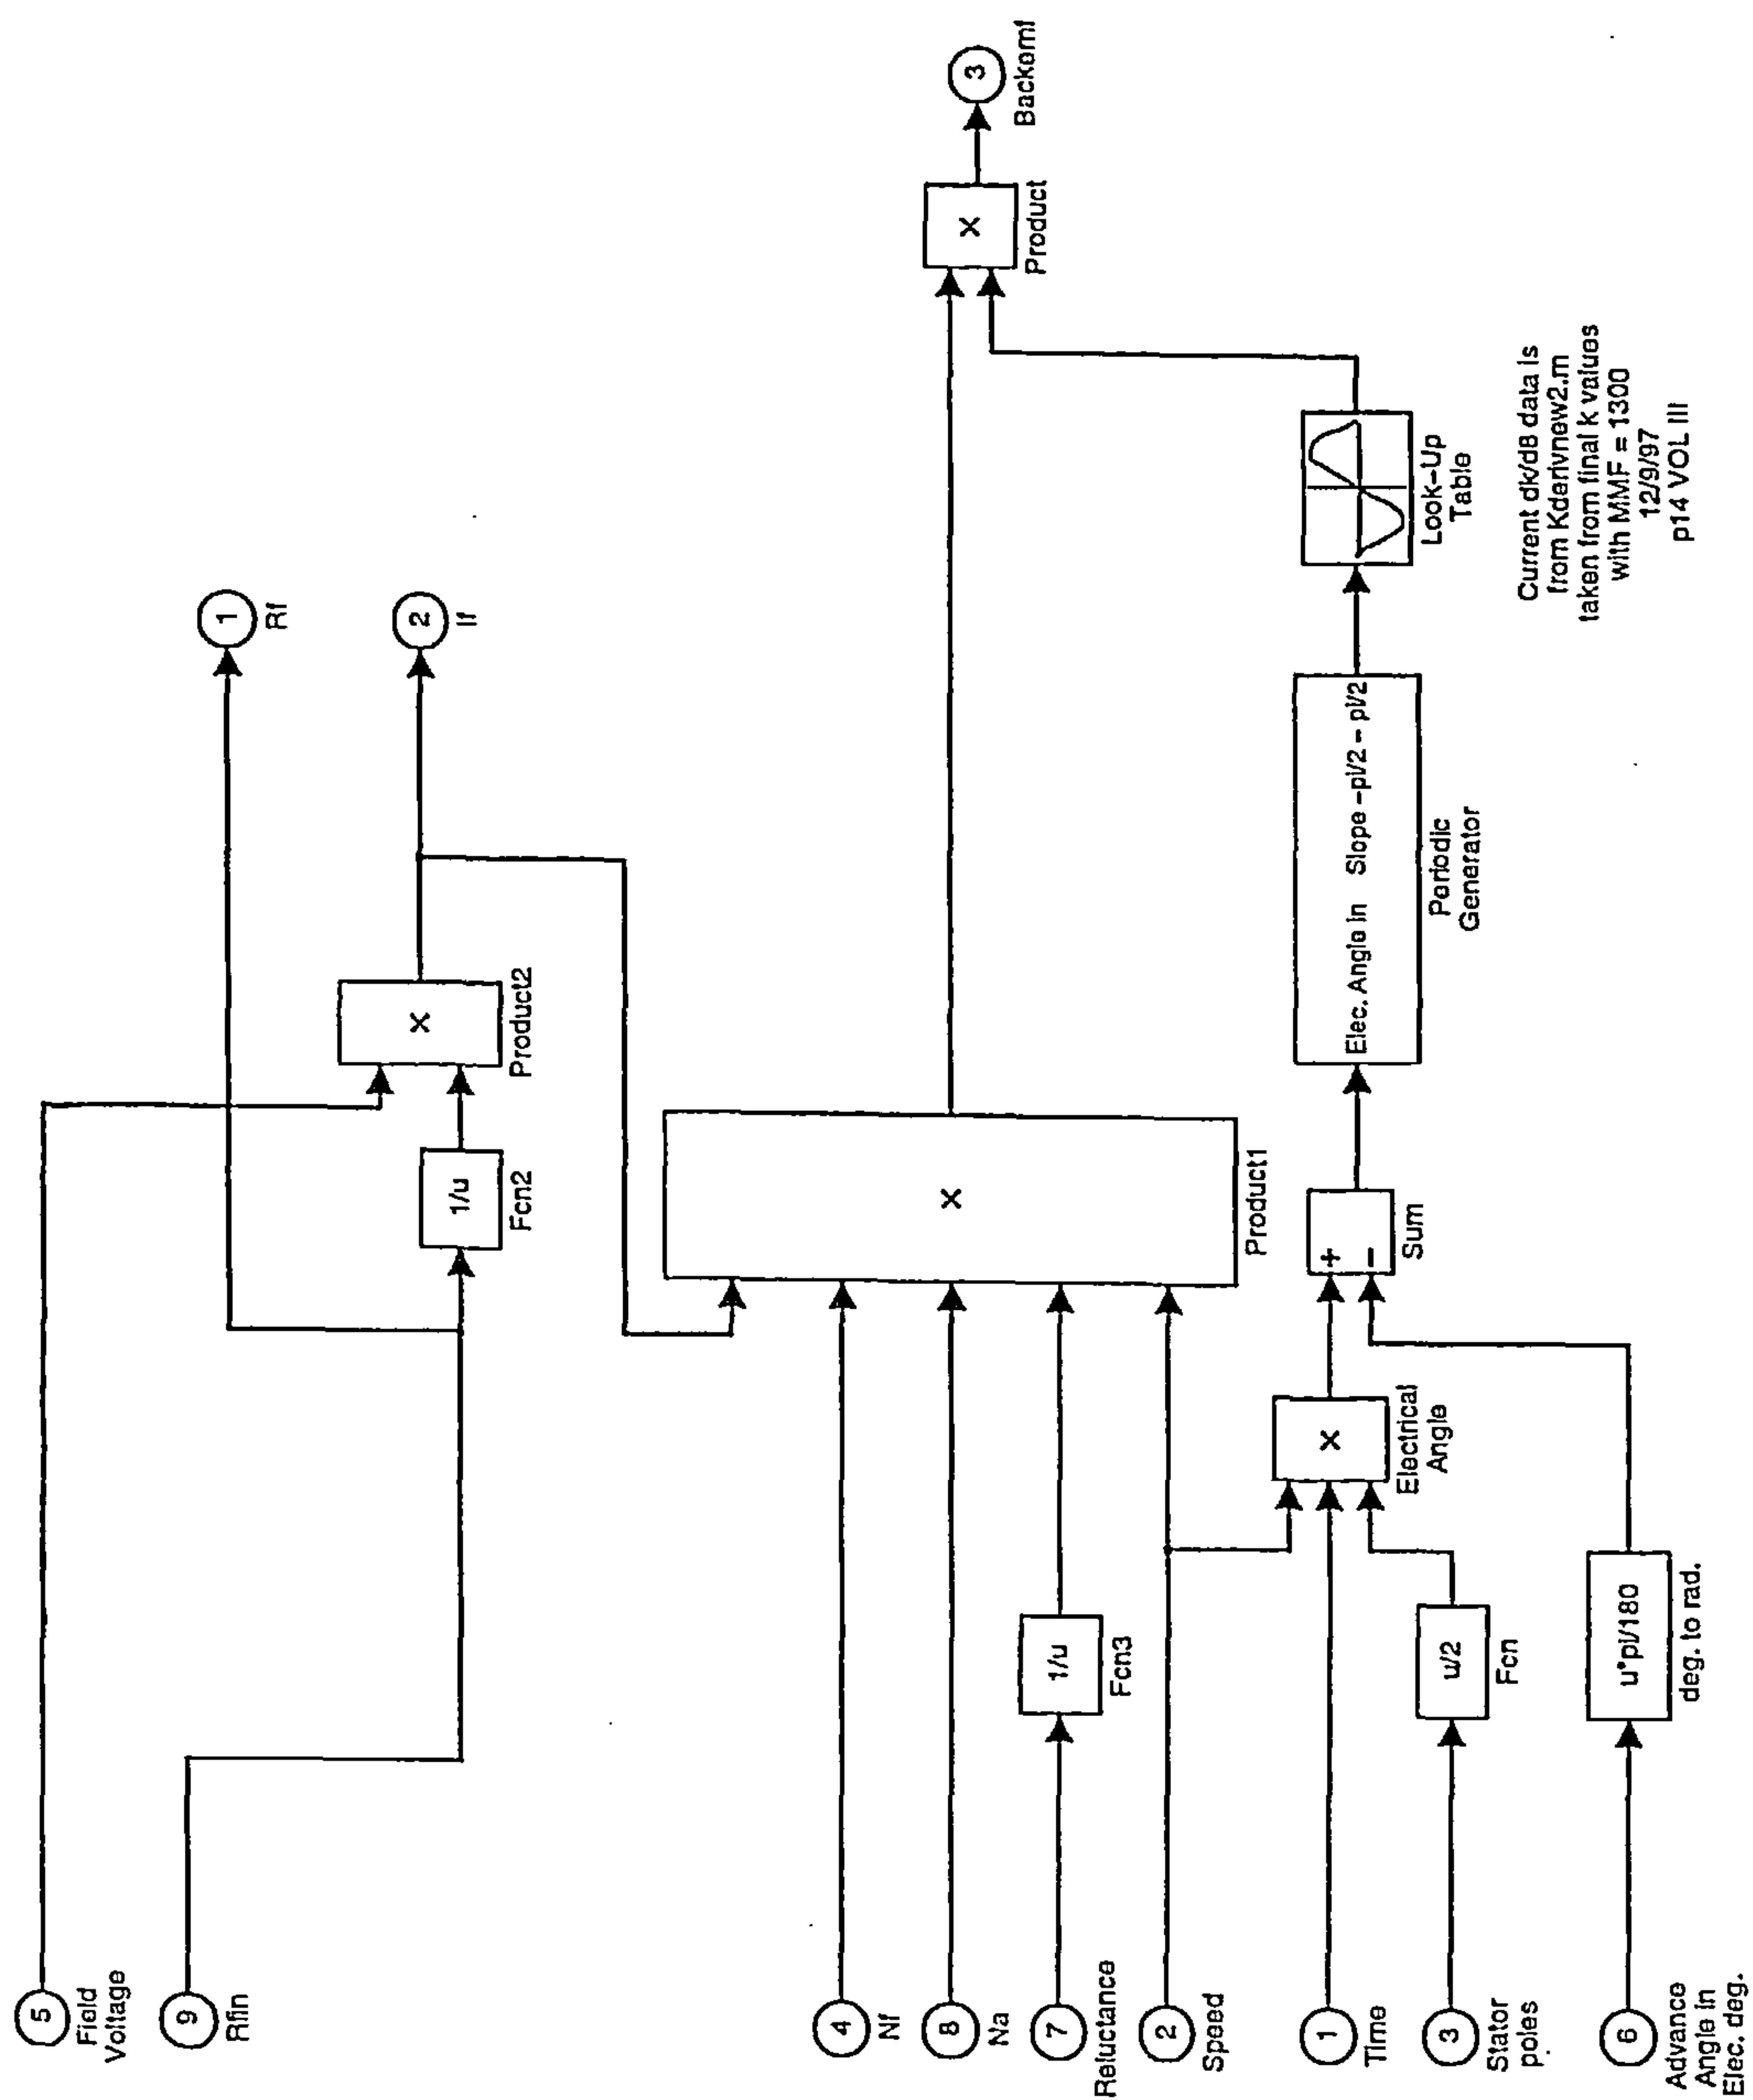 5
Field
Voltage
9
Rfin
1/u
Fcn2
X
Product2
1
Rf
2
If
4
Nf
8
Na
7
Reluctance
1/u
Fcn3
2
Speed
X
Product1
X
Product
3
Backemf
1
Time
3
Stator
poles
u/2
Fcn
X
Electrical
Angle
6
Advance
Angle in
Elec. deg.
u*pi/180
deg. to rad.
+
−
Sum
Elec. Angle In Slope -pi/2 - pi/2
Periodic
Generator
Look-Up
Table
Current dk/dθ data is
from Kderivnew2.m
taken from final k values
with MMF = 1300
12/9/97
p14 VOL III